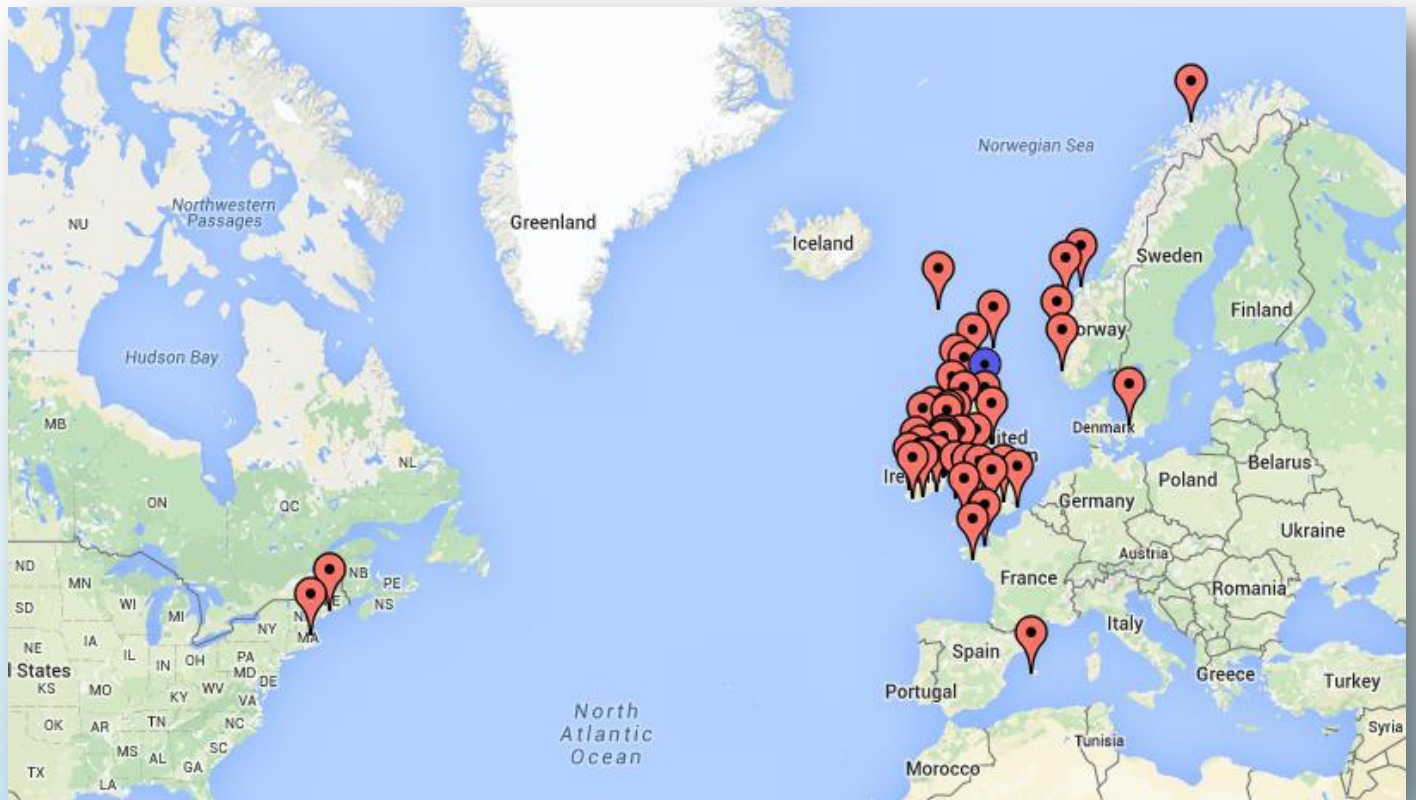 Norwegian Sea
Northwestern
Passages
NU
Greenland
Iceland
Sweden
Finland
orway
Hudson Bay
MB
NL
Denmark
ited
Ire
Belarus
Poland
ON
QC
Germany
Ukraine
Austria
ND
MN
NB
PE
France
Romania
SD
WI
MI
NS
E
N
NY
MA
Italy
NE
IA
IL
IN
OH
PA
MD
DE
Spain
l States
KS
MO
KY
WV
VA
Greece
Turkey
Portugal
North
Atlantic
Ocean
OK
AR
TN
NC
SC
MS
AL
GA
Syria
Tunisia
TX
LA
Morocco